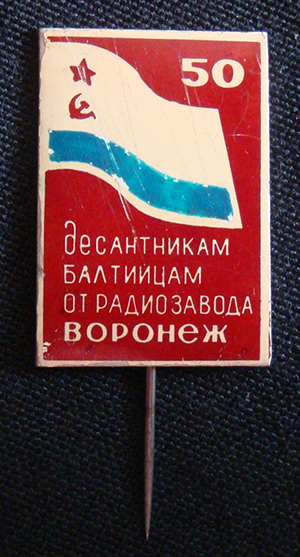 50
десантникам
БАЛТИЙЦАМ
ОТ РАДИОЗАВОДА
ВОРОНЕЖ